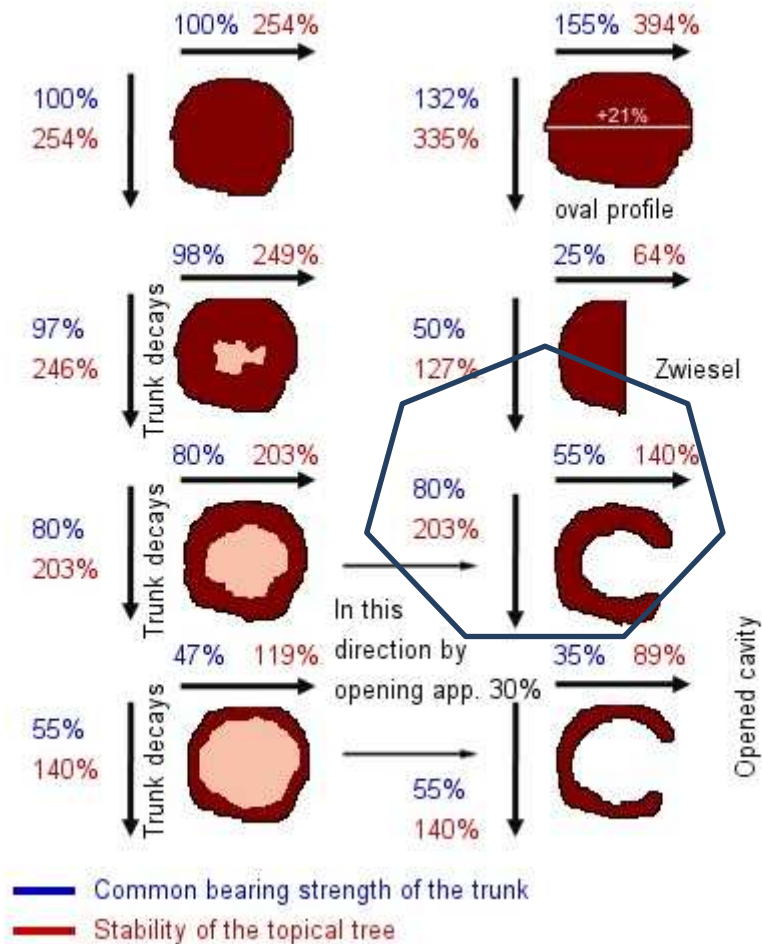 100% 254%
155% 394%
100%
254%
132%
335%
+21%
oval profile
98% 249%
25% 64%
97%
246%
Trunk decays
50%
127%
Zwiesel
80% 203%
55% 140%
80%
203%
Trunk decays
80%
203%
In this
direction by
opening app. 30%
47% 119%
35% 89%
55%
140%
Trunk decays
55%
140%
Opened cavity
Common bearing strength of the trunk
Stability of the topical tree